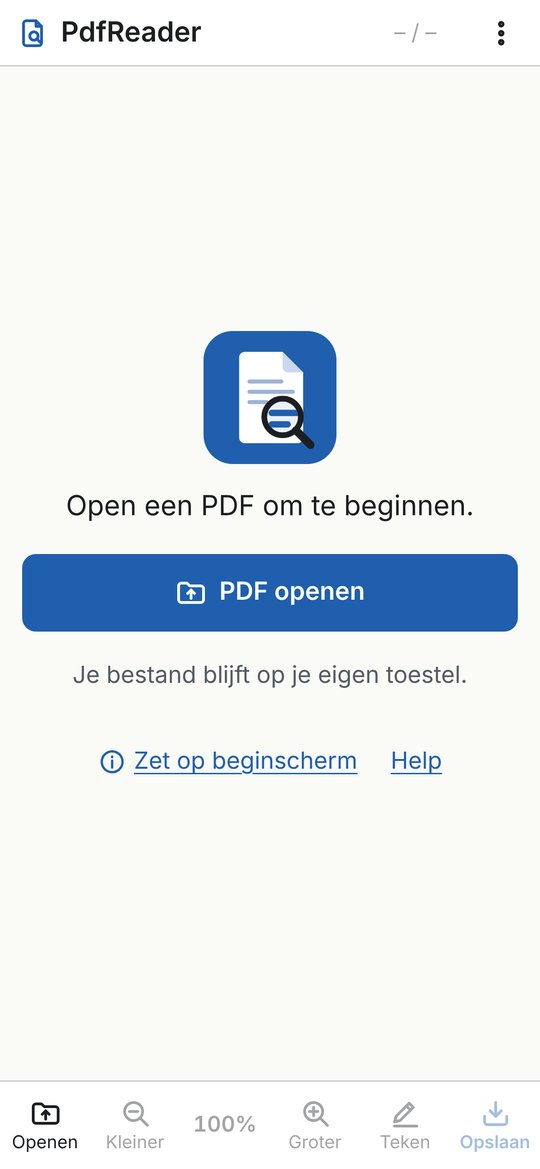 PdfReader – / –
Open een PDF om te beginnen.
PDF openen
Je bestand blijft op je eigen toestel.
Zet op beginscherm Help
100%
Openen Kleiner Groter Teken Opslaan